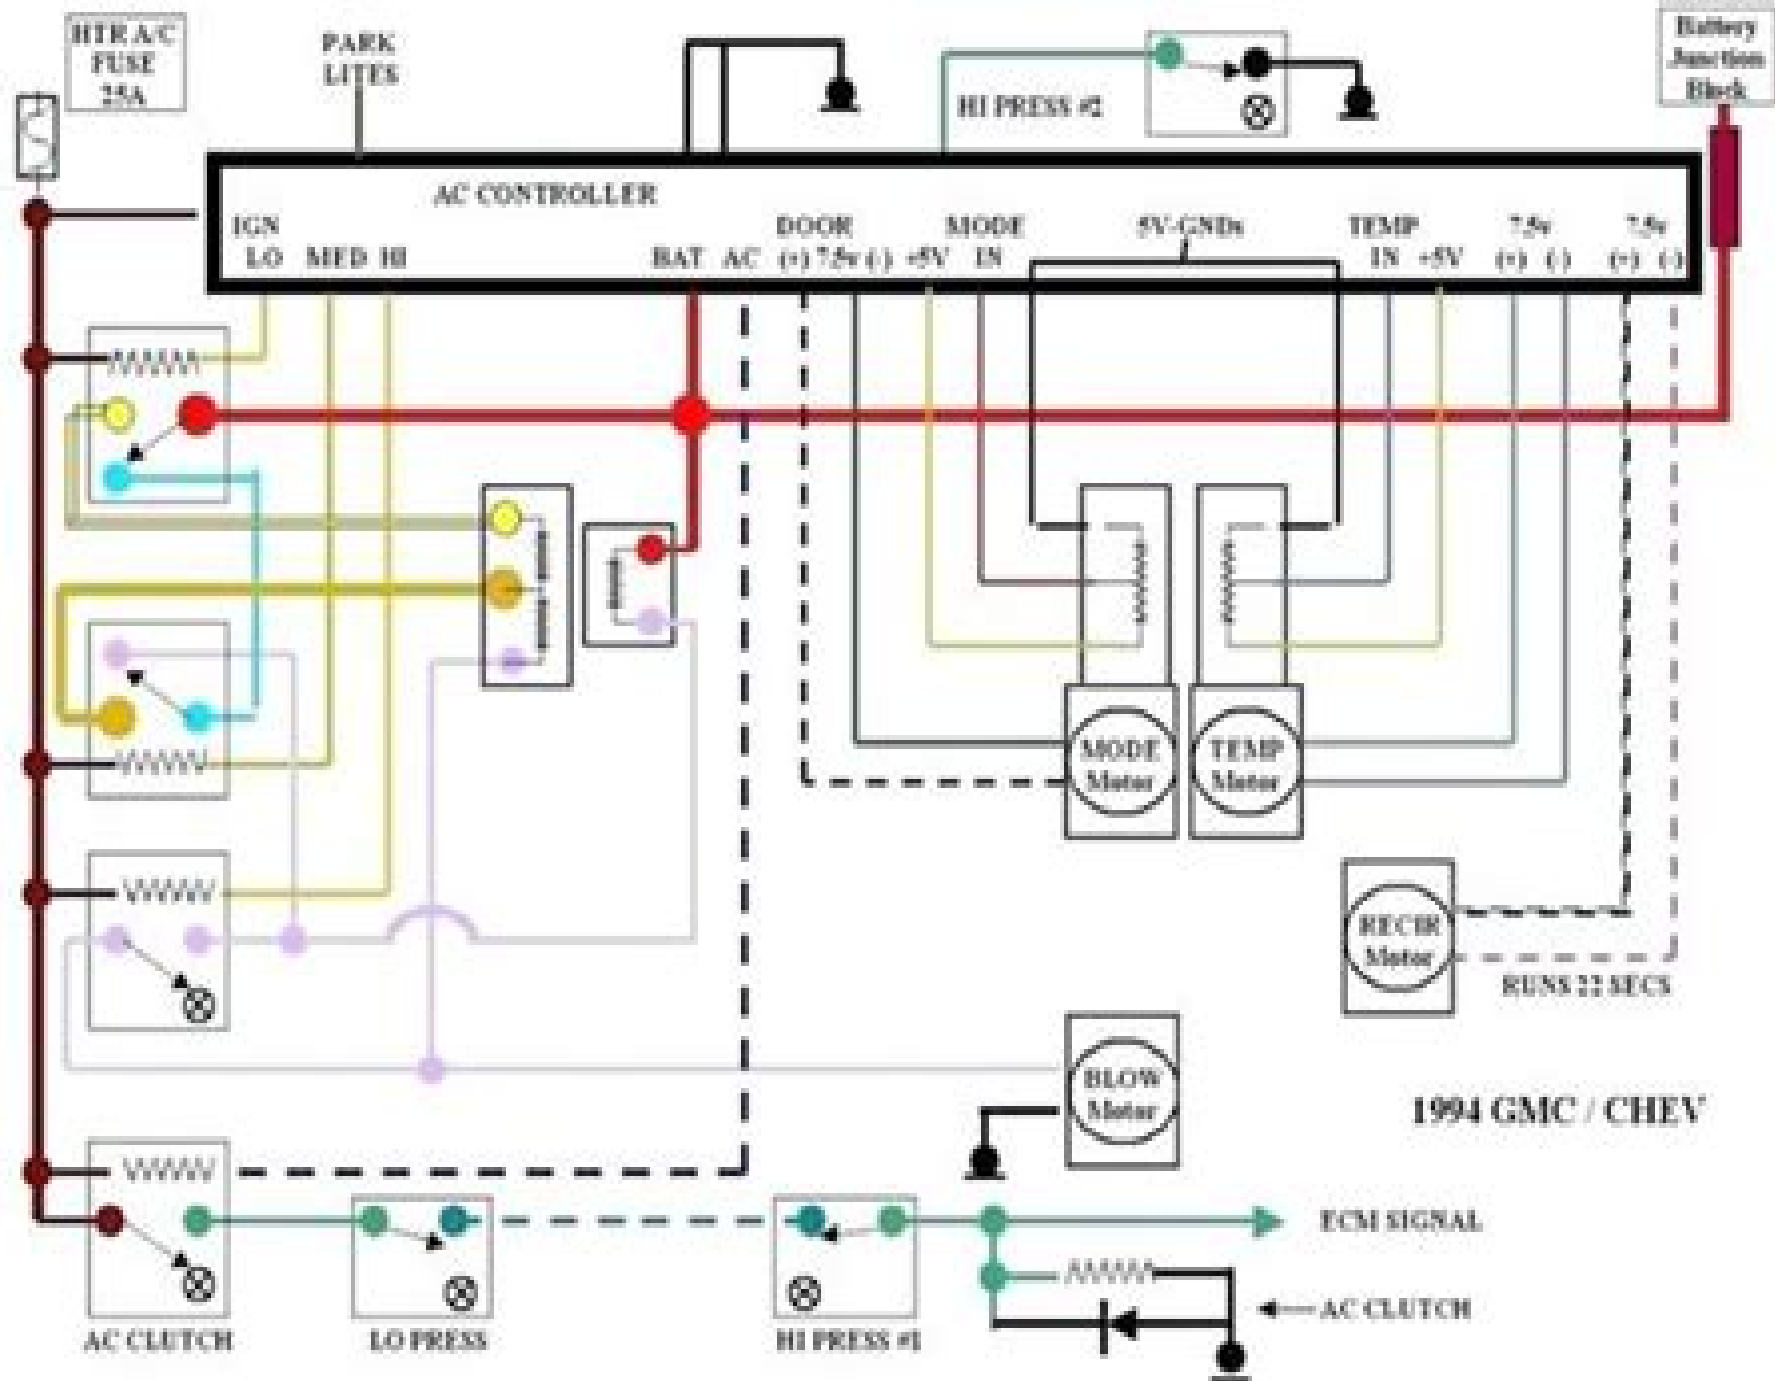 HTR A/C
FUSE
25A
PARK
LITES
HI PRESS #2
Battery
Junction
Block
AC CONTROLLER
IGN
DOOR
MODE
5V-GNDs
TEMP
7.5v
7.5v
LO
MED
HI
BAT
AC
(+) 7.5v (-)
+5V
IN
IN
+5V
(+)
(-)
(+)
(-)
MODE
Motor
TEMP
Motor
RECIR
Motor
RUNS 22 SECS
BLOW
Motor
1994 GMC / CHEV
ECM SIGNAL
AC CLUTCH
AC CLUTCH
LO PRESS
HI PRESS #1